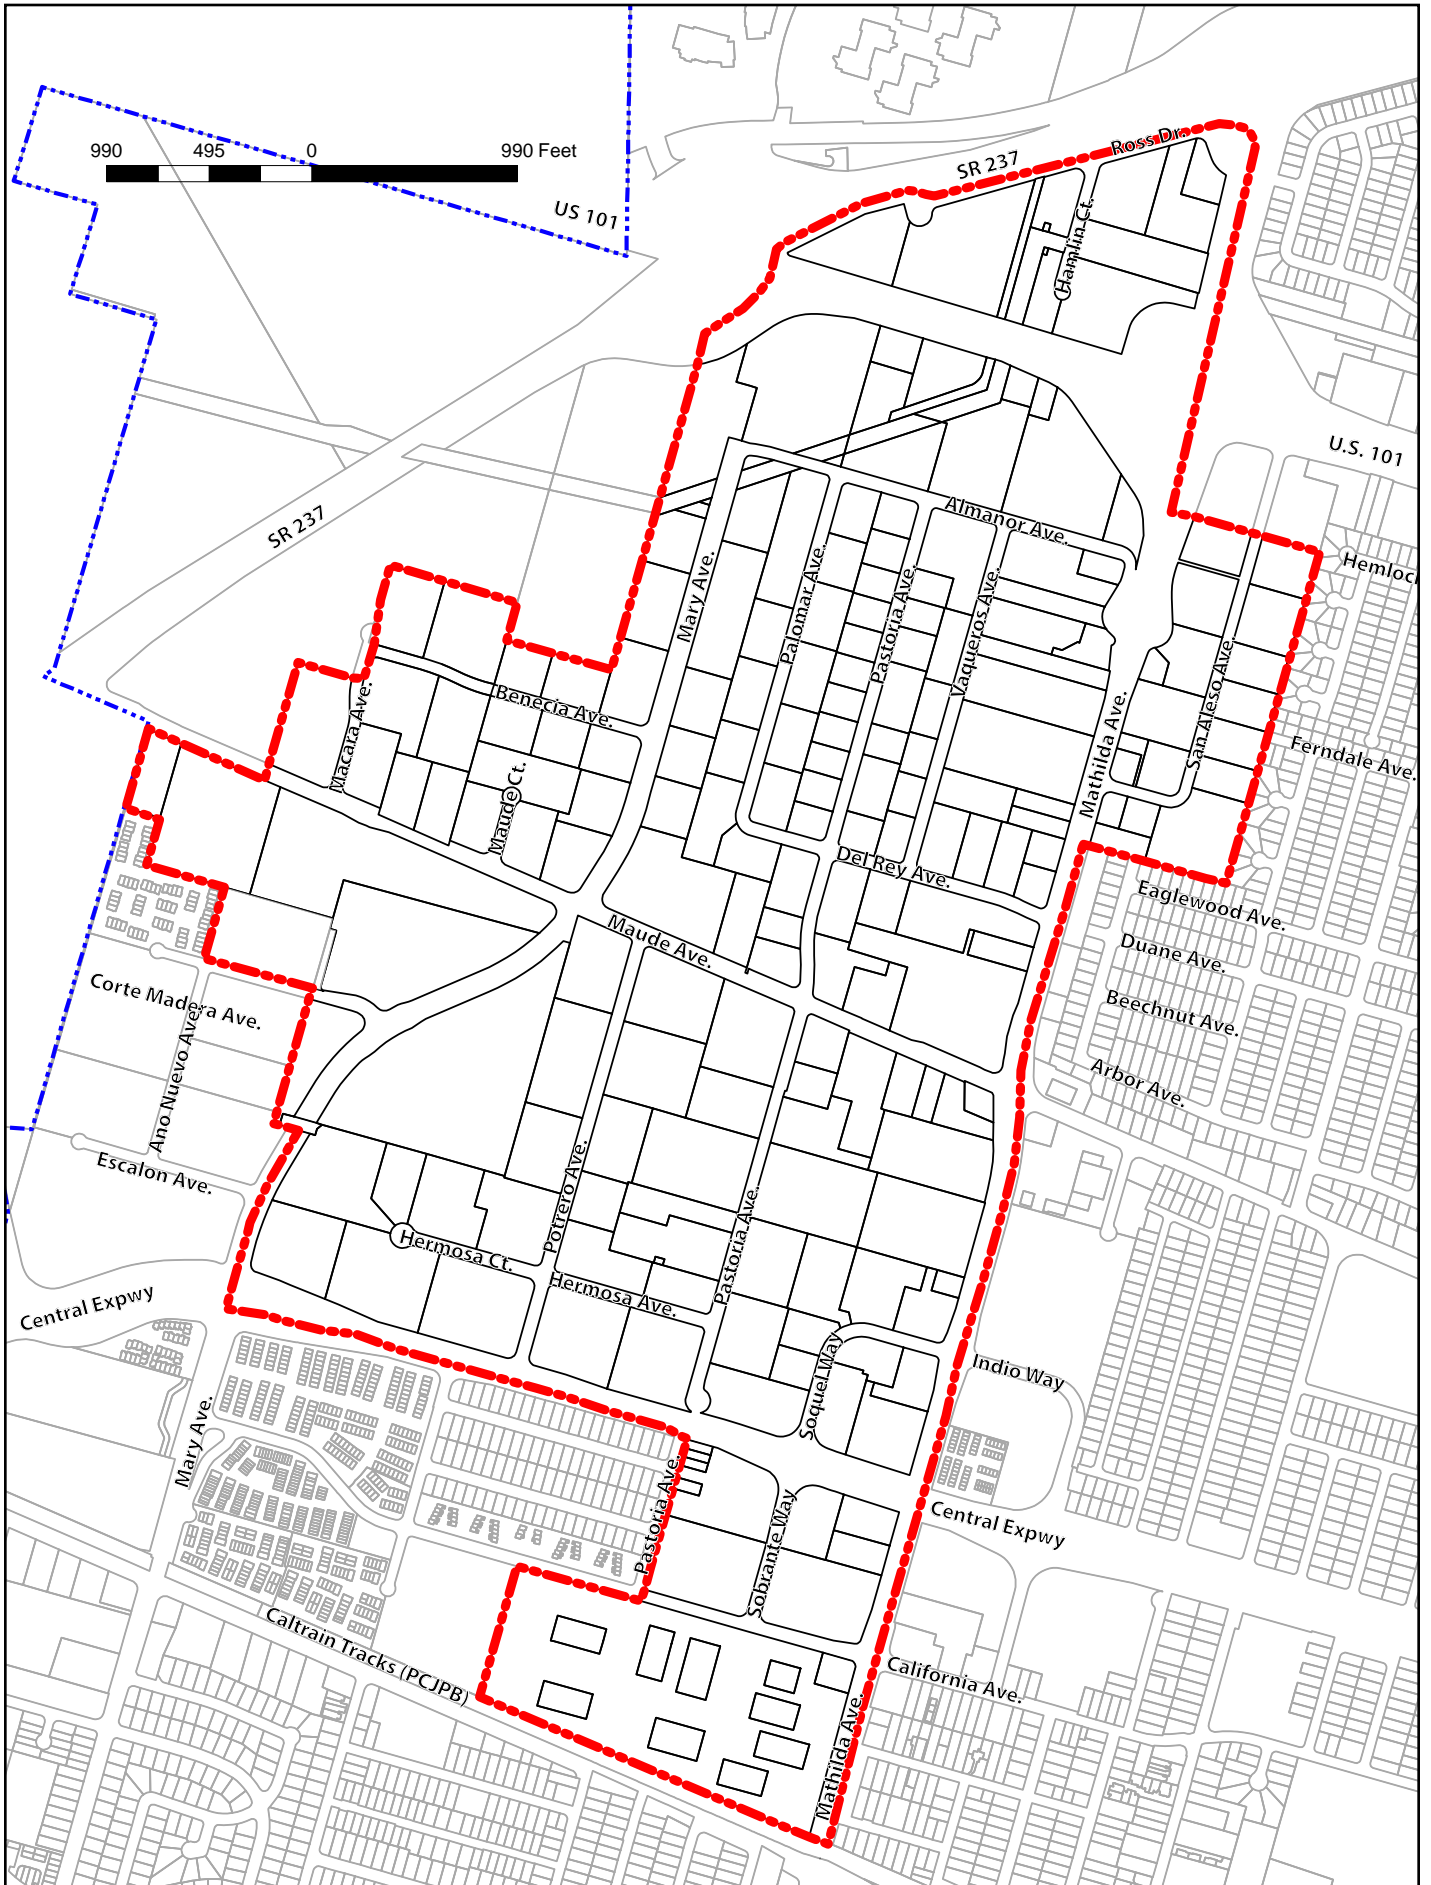 Ross Dr.
990 495 0 990 Feet
SR 237
US 101
Hamlin Ct.
U.S. 101
SR 237
Almanor Ave.
Mary Ave.
Palomar Ave.
Pastoria Ave.
Vaqueros Ave.
Hemloc
Benecia Ave.
Macara Ave.
Maude Ct.
Mathilda Ave.
San Aleso Ave.
Ferndale Ave.
Del Rey Ave.
Eaglewood Ave.
Maude Ave.
Duane Ave.
Corte Madera Ave.
Beechnut Ave.
Ano Nuevo Ave.
Arbor Ave.
Escalon Ave.
Potrero Ave.
Pastoria Ave.
Hermosa Ct.
Hermosa Ave.
Central Expwy
Soquel Way
Indio Way
Mary Ave.
Pastoria Ave.
Sobrante Way
Central Expwy
Caltrain Tracks (PCJPB)
California Ave.
Mathilda Ave.